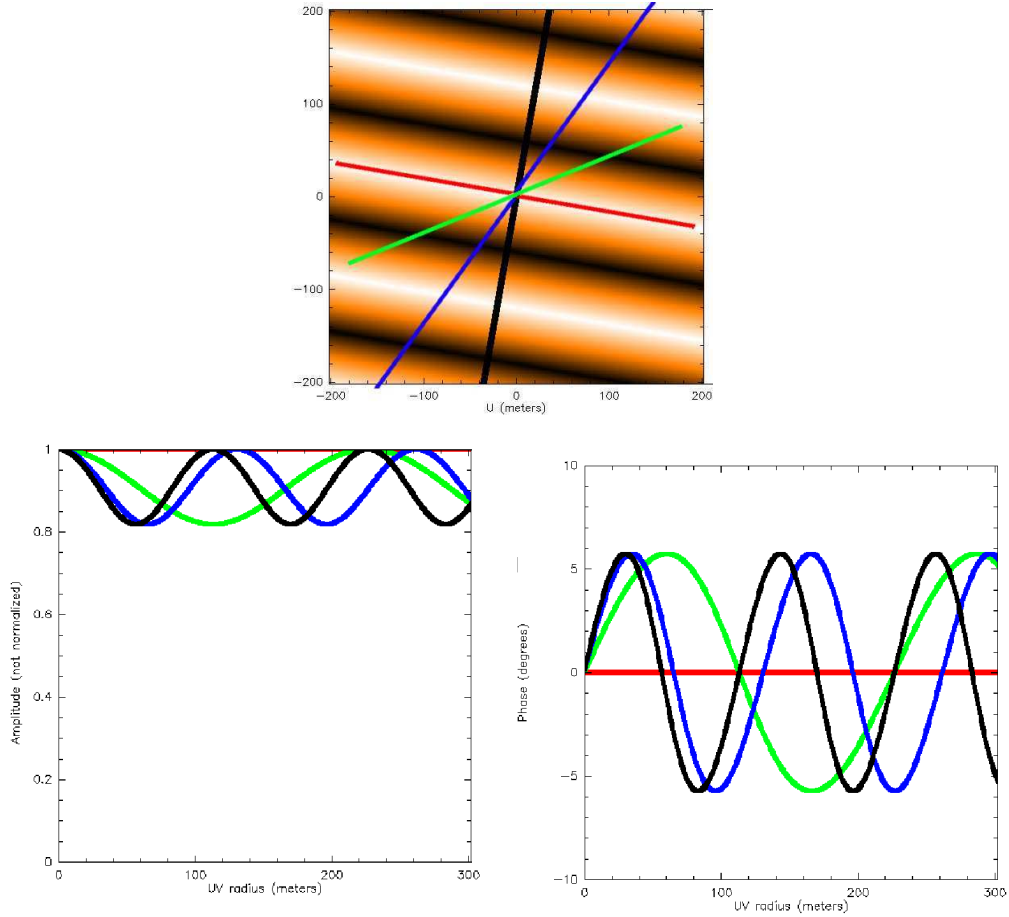 200
100
0
−100
−200
−200 −100 0 100 200
U (meters)
1
0.8
0.6
0.4
0.2
0
Amplitude (not normalized)
0 100 200 300
UV radius (meters)
10
5
0
−5
−10
Phase (degrees)
0 100 200 300
UV radius (meters)